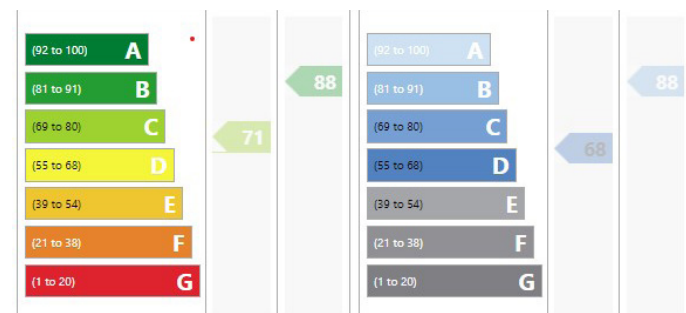 (92 to 100) A
(81 to 91) B
88
(69 to 80) C
71
(55 to 68) D
(39 to 54) E
(21 to 38) F
(1 to 20) G
(92 to 100) A
(81 to 91) B
88
(69 to 80) C
68
(55 to 68) D
(39 to 54) E
(21 to 38) F
(1 to 20) G